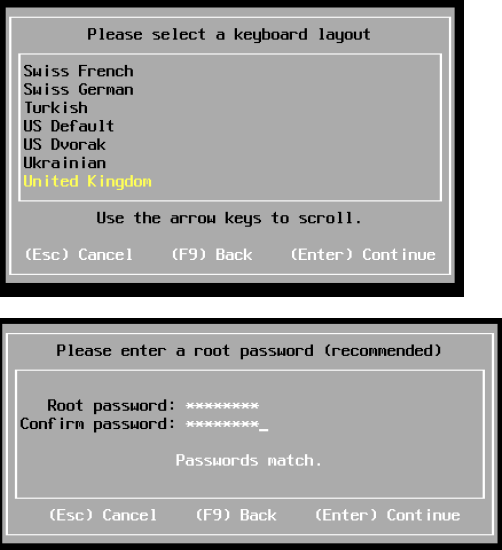 Please select a keyboard layout
Swiss French
Swiss German
Turkish
US Default
US Dvorak
Ukrainian
United Kingdom
Use the arrow keys to scroll.
(Esc) Cancel (F9) Back (Enter) Continue
Please enter a root password (recommended)
Root password: ********
Confirm password: ********_
Passwords match.
(Esc) Cancel (F9) Back (Enter) Continue